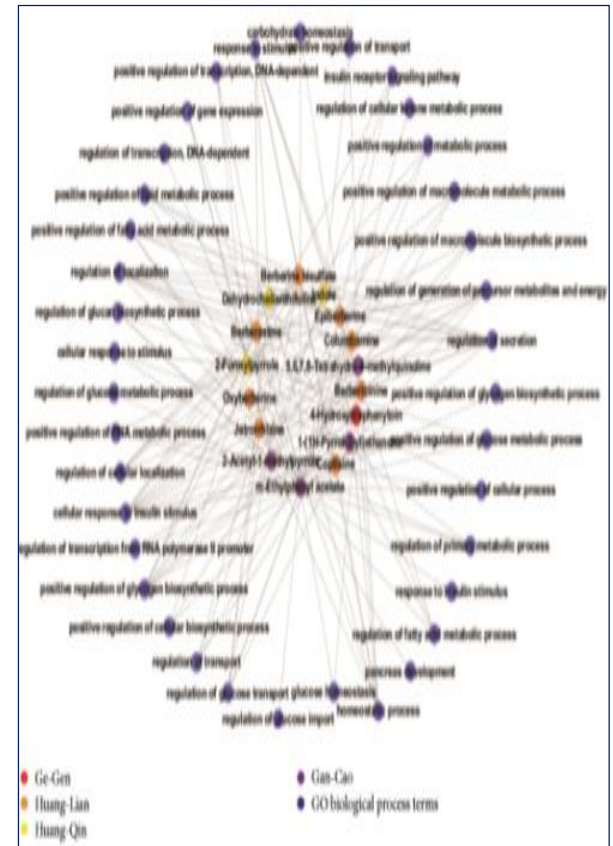 carbohydrate homeostasis
response to stimulus
positive regulation of transport
positive regulation of transcription, DNA-dependent
insulin receptor signaling pathway
positive regulation of gene expression
regulation of cellular ketone metabolic process
regulation of transcription, DNA-dependent
positive regulation of metabolic process
positive regulation of lipid metabolic process
positive regulation of macromolecule metabolic process
positive regulation of fatty acid metabolic process
positive regulation of macromolecule biosynthetic process
regulation of localization
Berberine sulfate
regulation of generation of precursor metabolites and energy
regulation of glucan biosynthetic process
Epiberberine
Columbamine
regulation of secretion
cellular response to stimulus
2-Formylpyrrole
5,6,7,8-Tetrahydro-4-methylquinoline
regulation of glucose metabolic process
Oxyberberine
positive regulation of glycogen biosynthetic process
positive regulation of RNA metabolic process
Jatrorrhizine
positive regulation of glucose metabolic process
regulation of cellular localization
Coptisine
m-Ethylphenyl acetate
positive regulation of cellular process
cellular response to insulin stimulus
regulation of transcription from RNA polymerase II promoter
regulation of primary metabolic process
positive regulation of glycogen biosynthetic process
response to insulin stimulus
positive regulation of cellular biosynthetic process
regulation of fatty acid metabolic process
regulation of transport
pancreas development
regulation of glucose transport
glucose homeostasis
regulation of glucose import
homeostatic process
Ge-Gen
Huang-Lian
Huang-Qin
Gan-Cao
GO biological process terms